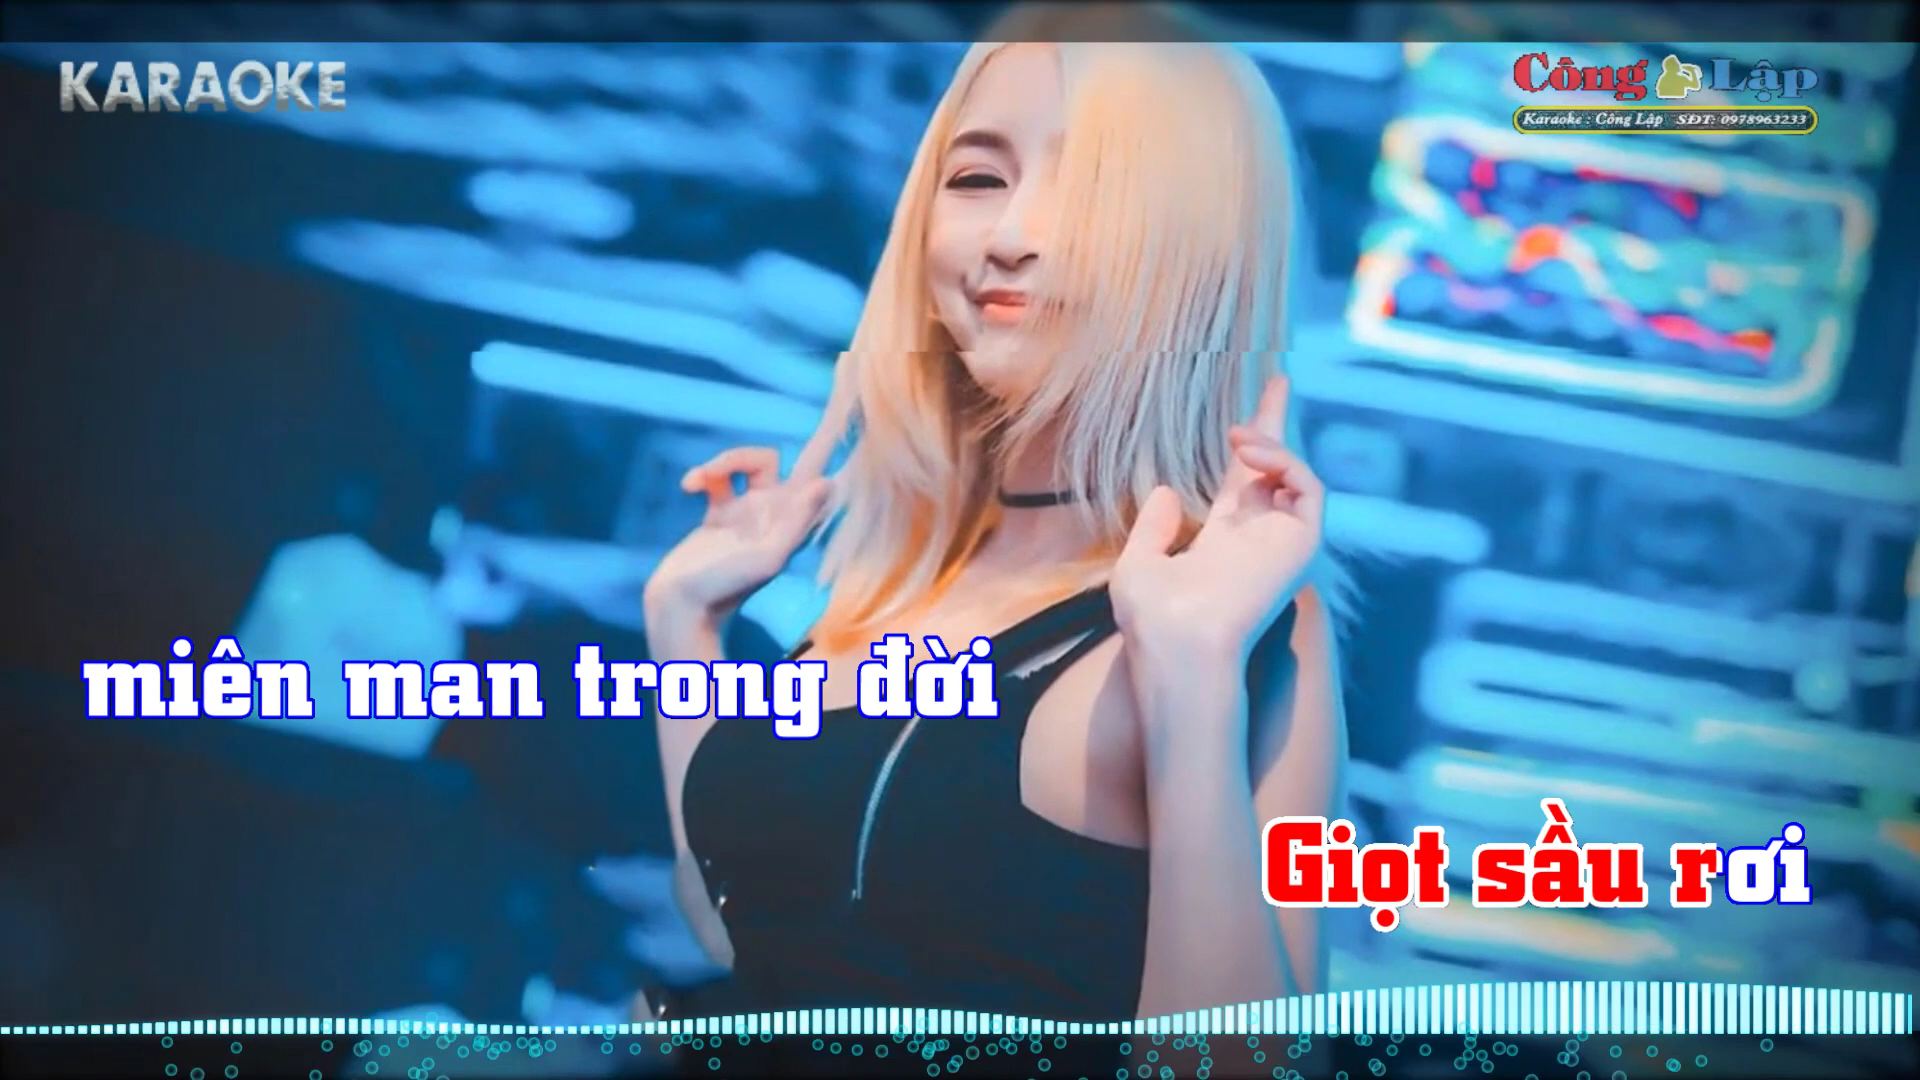 KARAOKE
Công Lập
Karaoke : Công Lập SĐT: 0978963233
miên man trong đời
Giọt sầu rơi